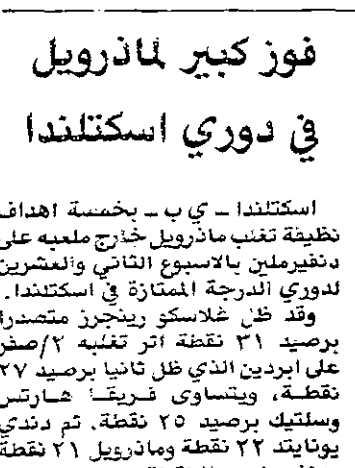 فوز كبير لماذرويل
في دوري اسكتلندا
اسكتلندا ـ ي ب ـ بخمسة اهداف
نظيفة تغلب ماذرويل خارج ملعبه على
دنفيرملين بالاسبوع الثاني والعشرين
لدوري الدرجة الممتازة في اسكتلندا.
وقد ظل غلاسكو رينجرز متصدرا
برصيد ٣١ نقطة اثر تغلبه ٢/صفر
على ابردين الذي ظل ثانيا برصيد ٢٧
نقطة، ويتساوى فريقا هارتس
وسلتيك برصيد ٢٥ نقطة، ثم دندي
يونايتد ٢٢ نقطة وماذرويل ٢١ نقطة